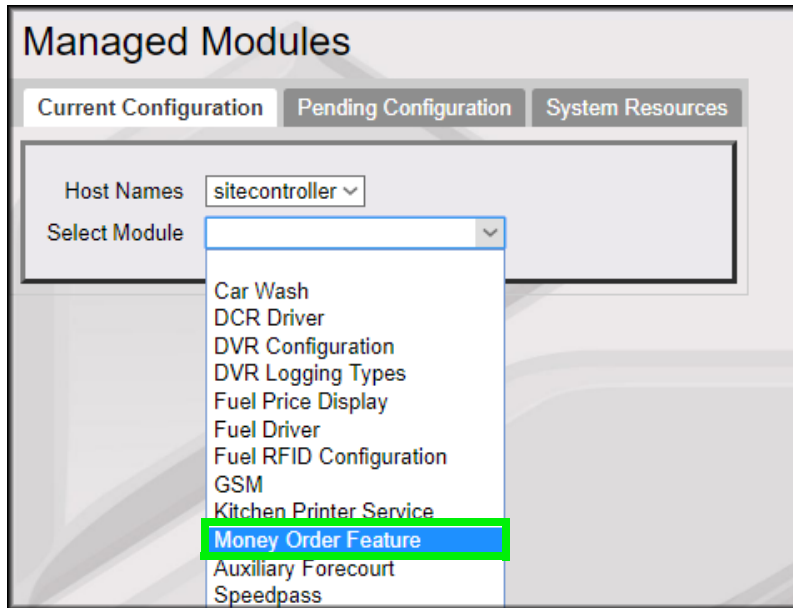 Managed Modules
Current Configuration Pending Configuration System Resources
Host Names sitecontroller
Select Module
Car Wash
DCR Driver
DVR Configuration
DVR Logging Types
Fuel Price Display
Fuel Driver
Fuel RFID Configuration
GSM
Kitchen Printer Service
Money Order Feature
Auxiliary Forecourt
Speedpass